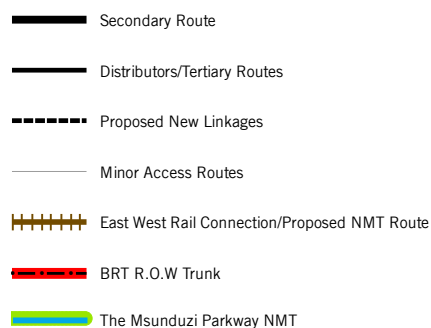 Secondary Route
Distributors/Tertiary Routes
Proposed New Linkages
Minor Access Routes
East West Rail Connection/Proposed NMT Route
BRT R.O.W Trunk
The Msunduzi Parkway NMT